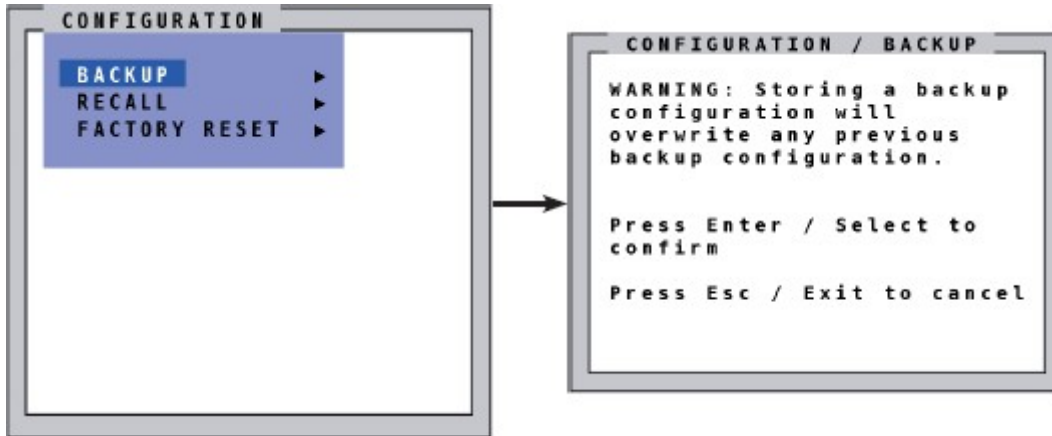 CONFIGURATION
BACKUP
RECALL
FACTORY RESET
CONFIGURATION / BACKUP
WARNING: Storing a backup
configuration will
overwrite any previous
backup configuration.
Press Enter / Select to
confirm
Press Esc / Exit to cancel